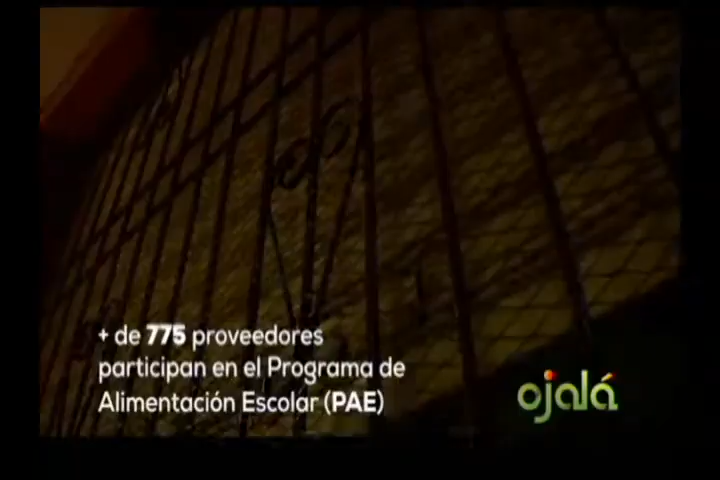 + de 775 proveedores
participan en el Programa de
Alimentación Escolar (PAE)
ojalá